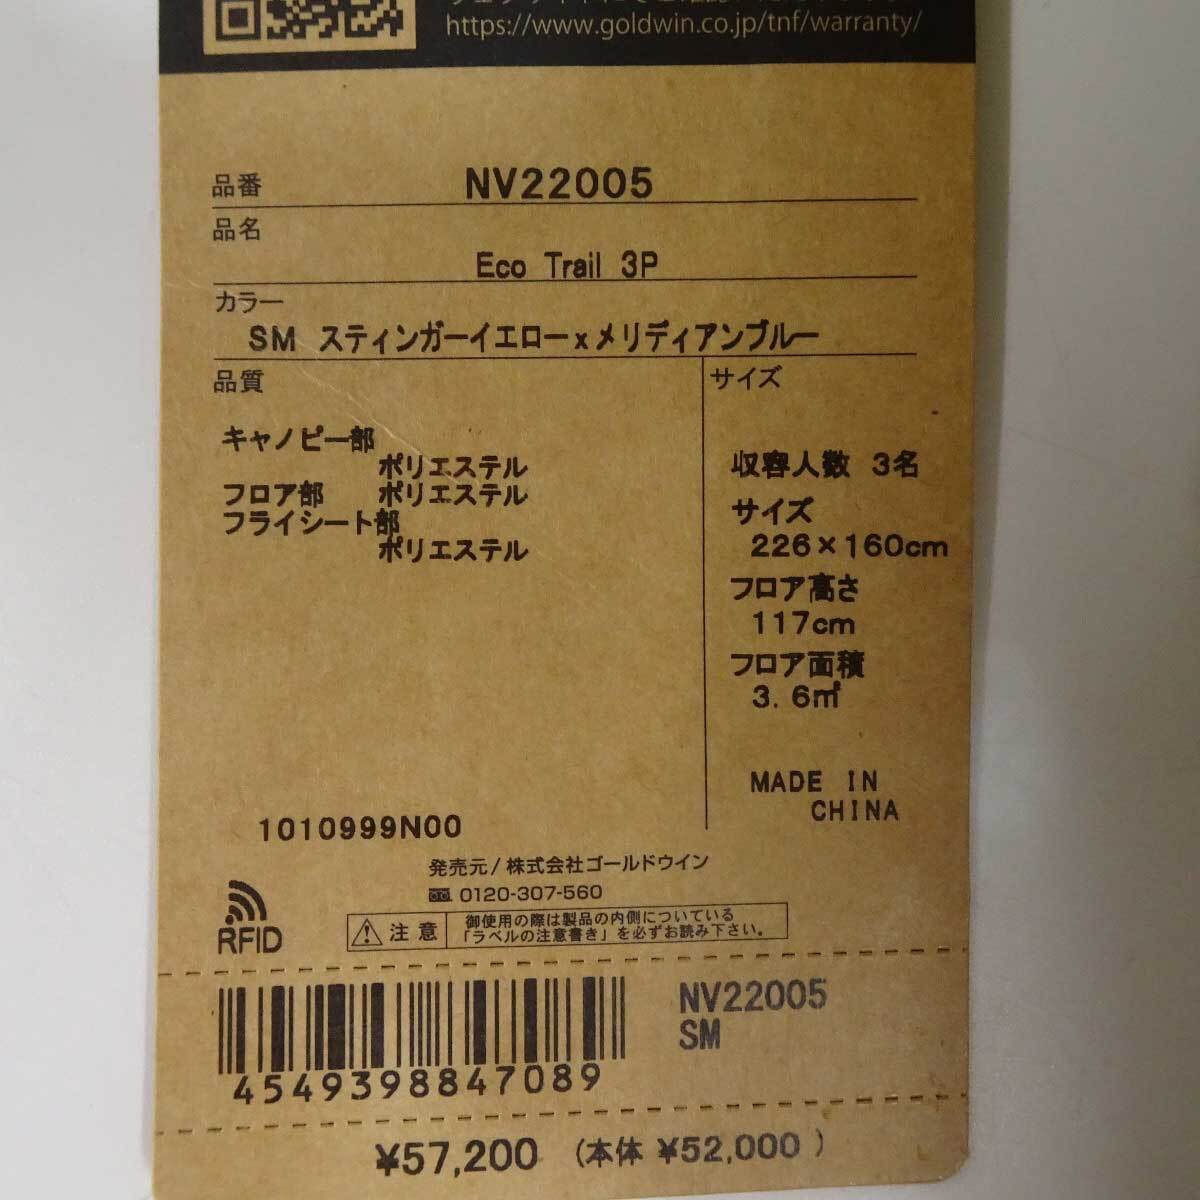 https://www.goldwin.co.jp/tnf/warranty/
品番 NV22005
品名
Eco Trail 3P
カラー
SM スティンガーイエローxメリディアンブルー
品質
キャノピー部
ポリエステル
フロア部 ポリエステル
フライシート部
ポリエステル
サイズ
収容人数 3名
サイズ
226×160cm
フロア高さ
117cm
フロア面積
3.6㎡
MADE IN
CHINA
1010999N00
発売元/株式会社ゴールドウイン
0120-307-560
RFID
注意
御使用の際は製品の内側についている
「ラベルの注意書き」を必ずお読み下さい。
4549398847089
NV22005
SM
¥57,200 (本体 ¥52,000 )